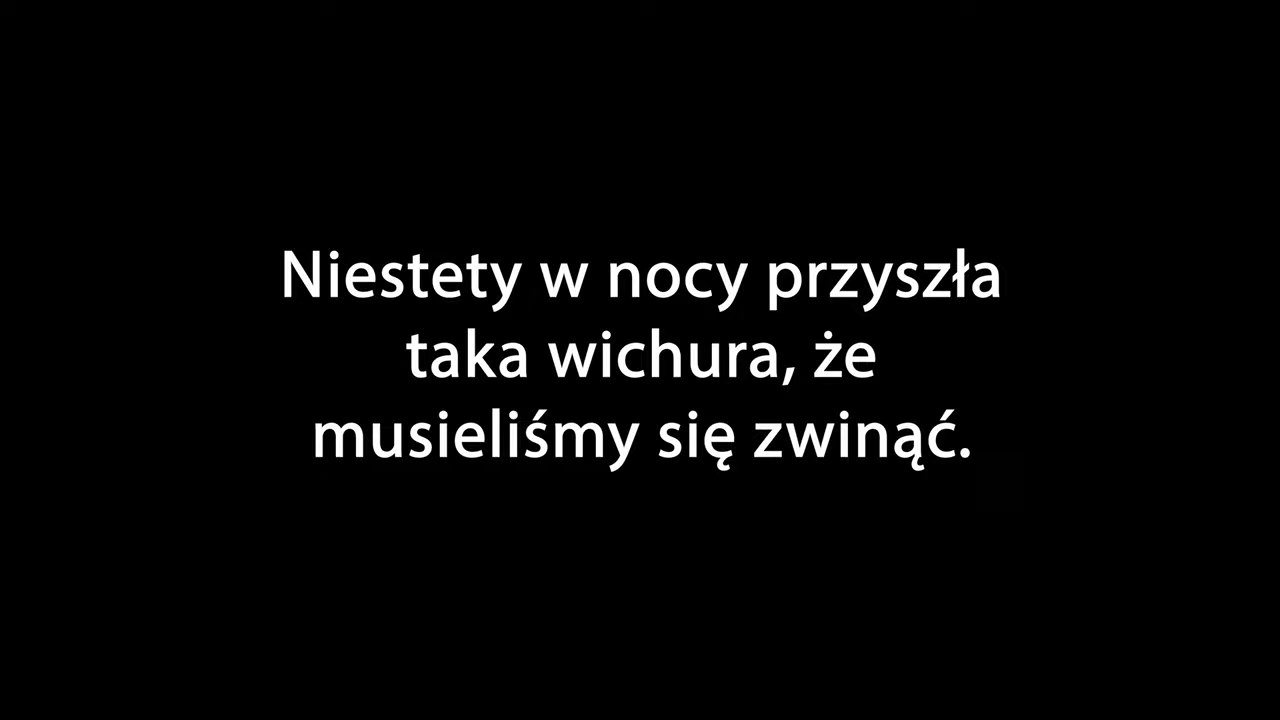 Niestety w nocy przyszła
taka wichura, że
musieliśmy się zwinąć.